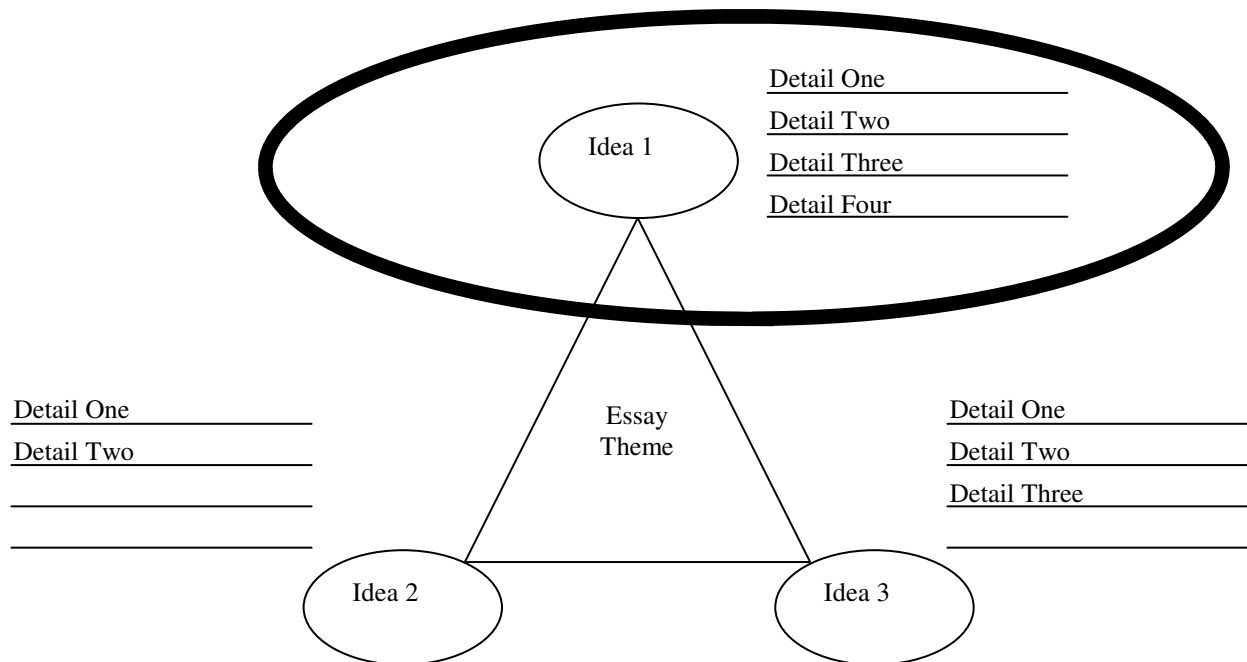 Detail One
Detail Two
Idea 1
Detail Three
Detail Four
Detail One
Detail Two
Essay
Theme
Detail One
Detail Two
Detail Three
Idea 2
Idea 3